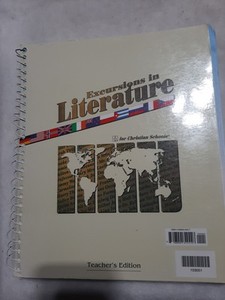 Excursions in
Literature
for Christian Schools®
Teacher's Edition